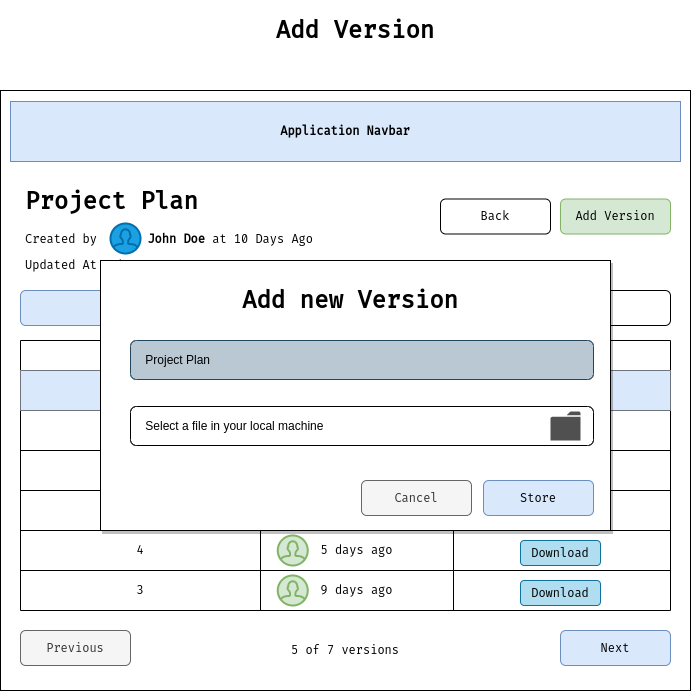 Add Version
Application Navbar
Project Plan
Back
Add Version
Created by John Doe at 10 Days Ago
Updated At
Add new Version
Project Plan
Select a file in your local machine
Cancel
Store
4 5 days ago Download
3 9 days ago Download
Previous
5 of 7 versions
Next